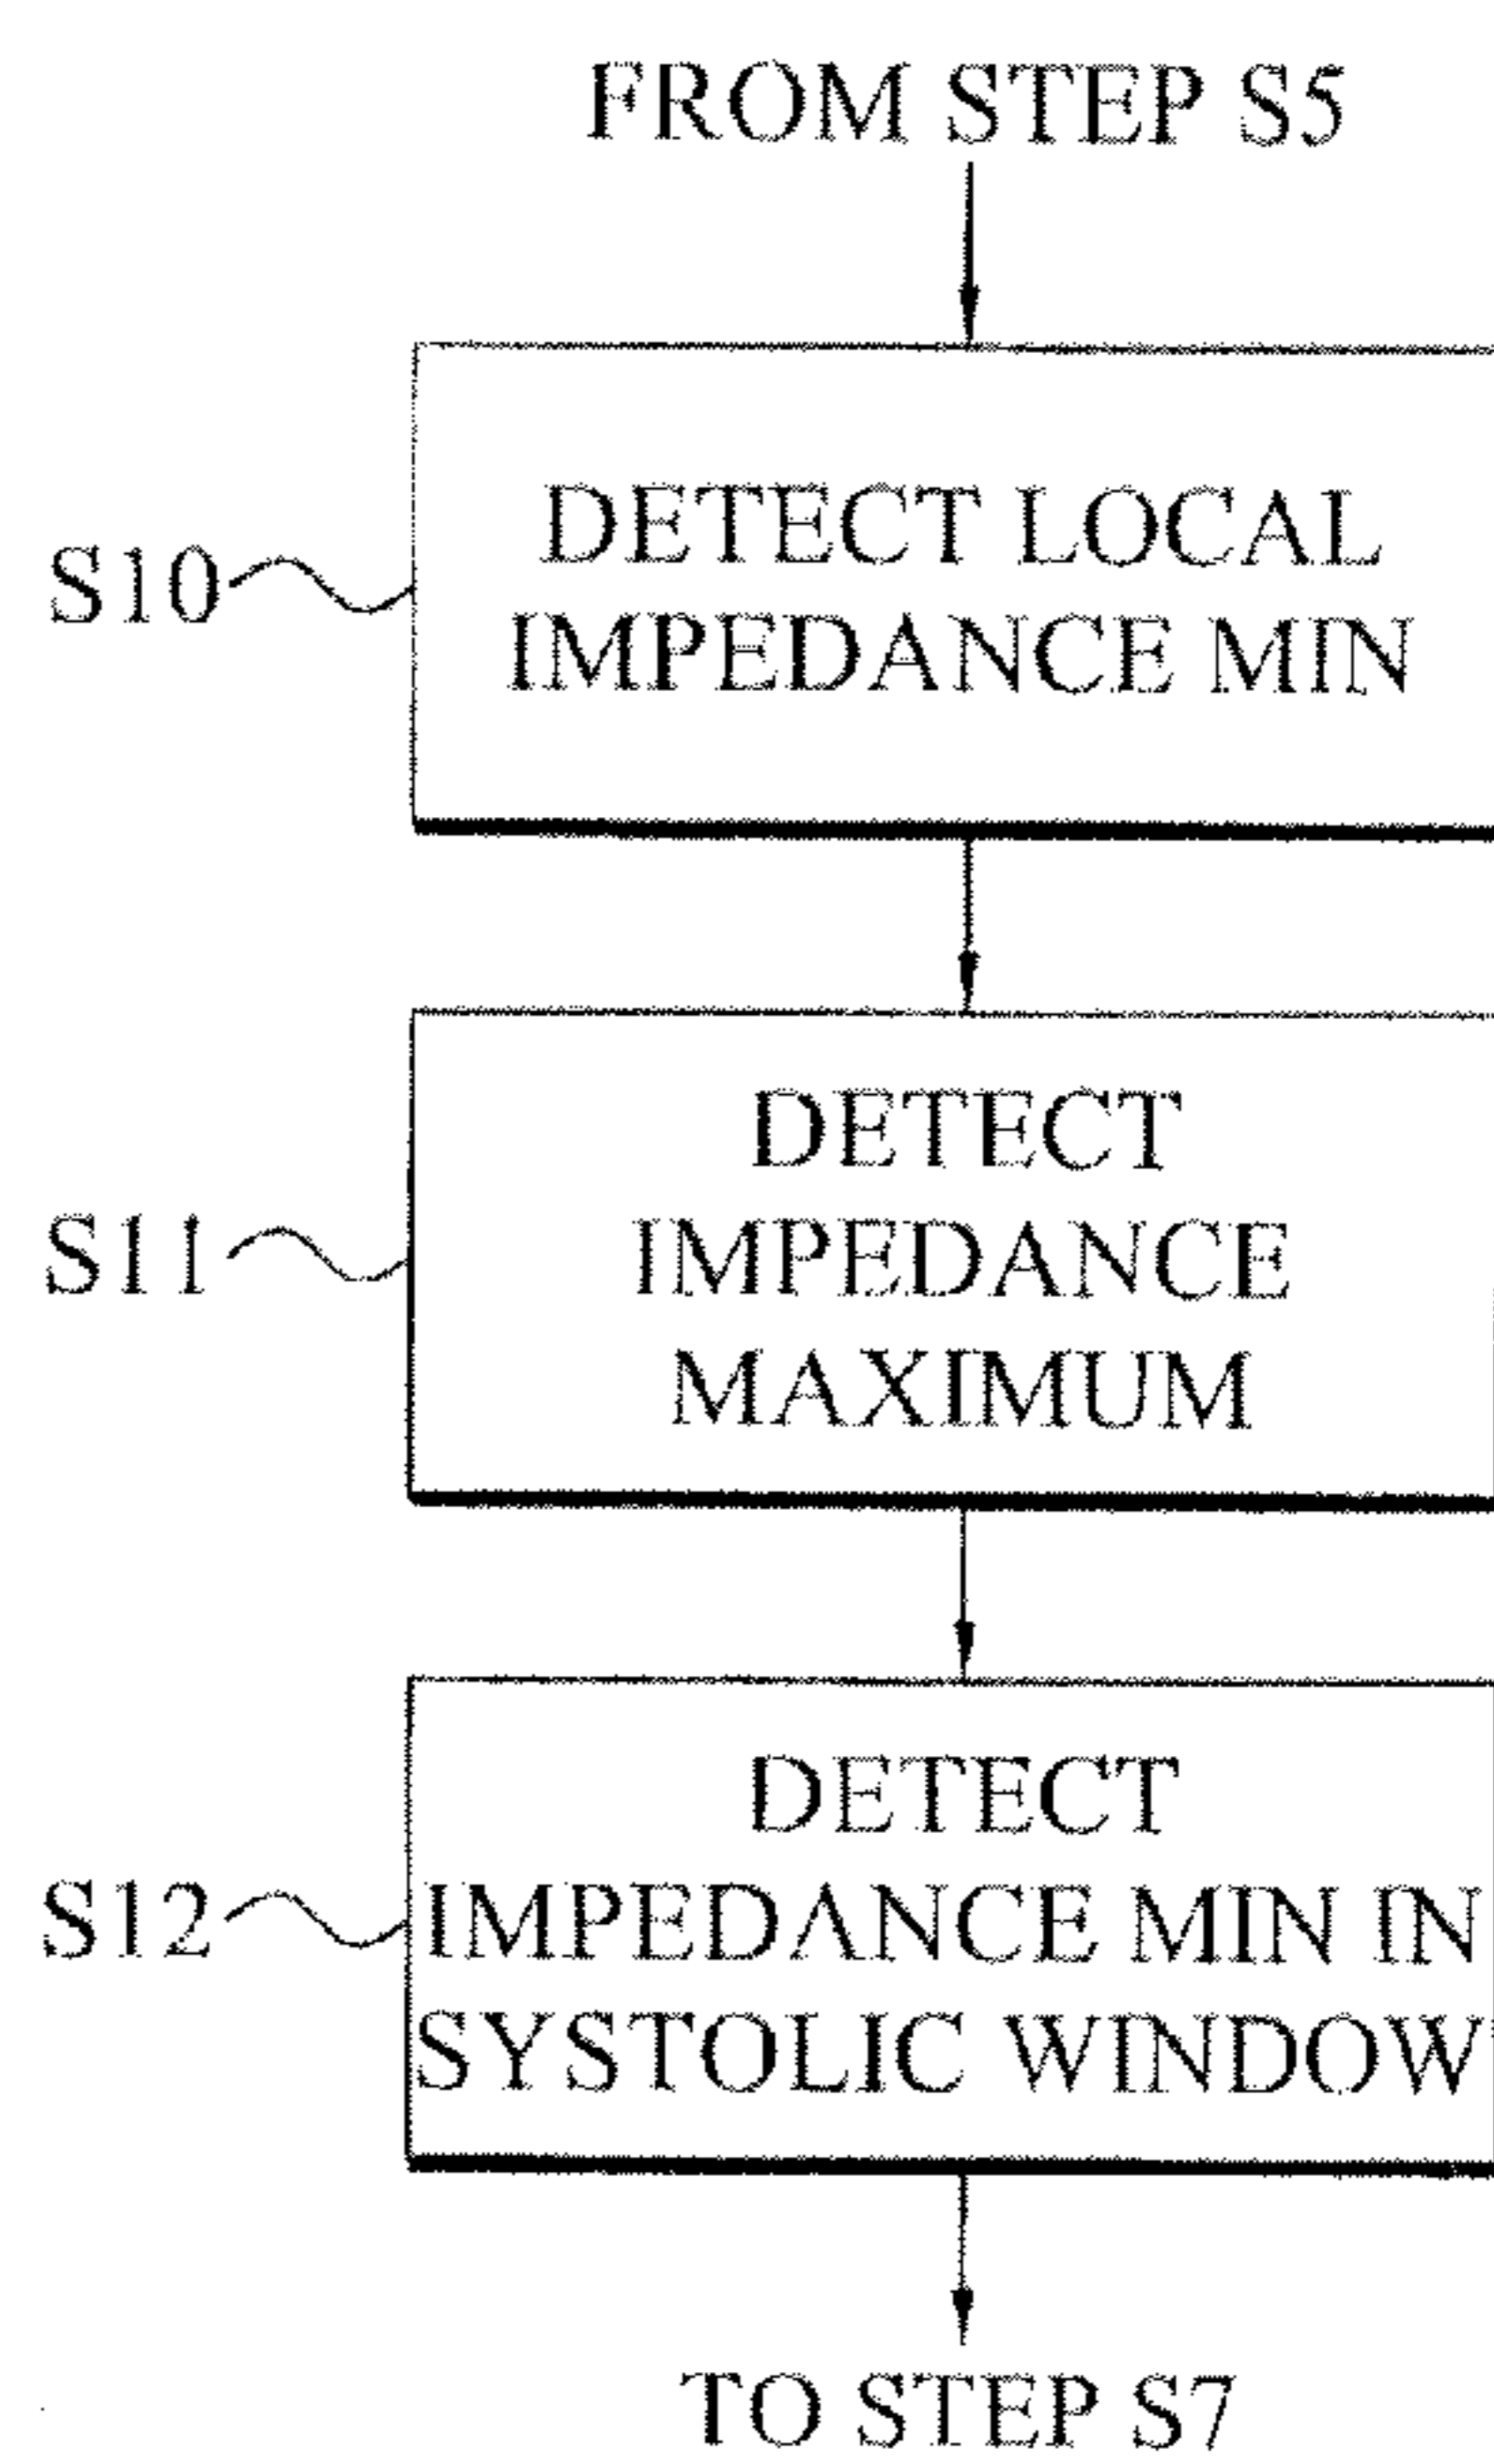 FROM STEP S5
DETECT LOCAL
S10
IMPEDANCE MIN
DETECT
S11
IMPEDANCE
MAXIMUM
DETECT
S12
IMPEDANCE MIN IN
SYSTOLIC WINDOW
TO STEP S7